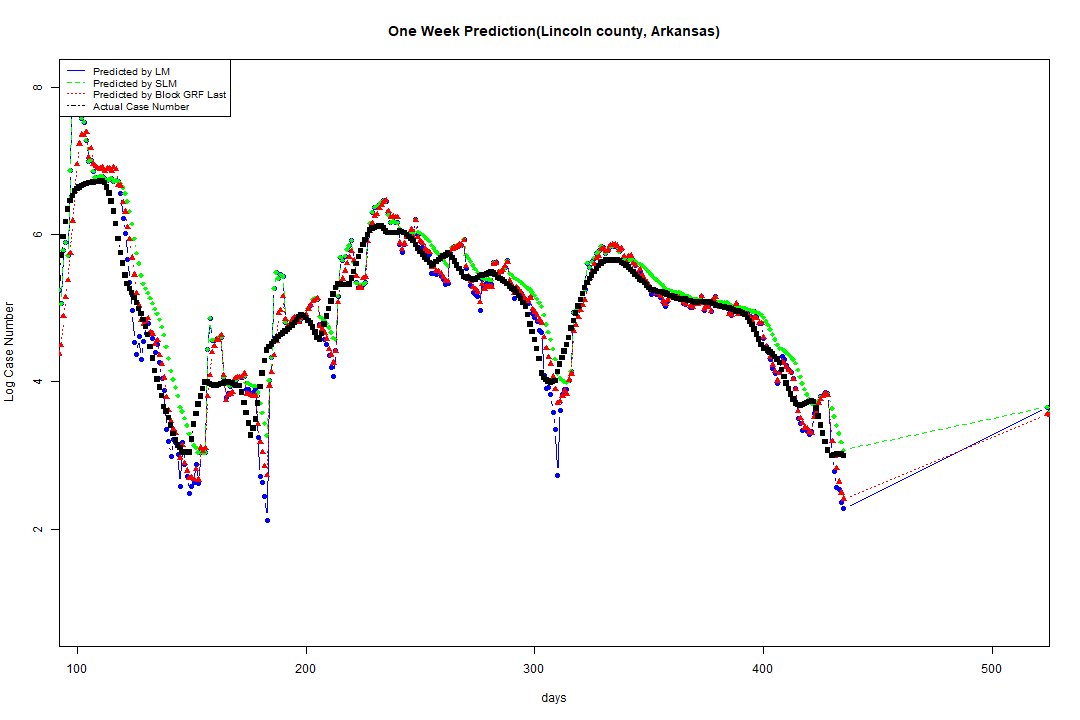 One Week Prediction(Lincoln county, Arkansas)
Predicted by LM
Predicted by SLM
Predicted by Block GRF Last
Actual Case Number
8
6
4
2
Log Case Number
100 200 300 400 500
days